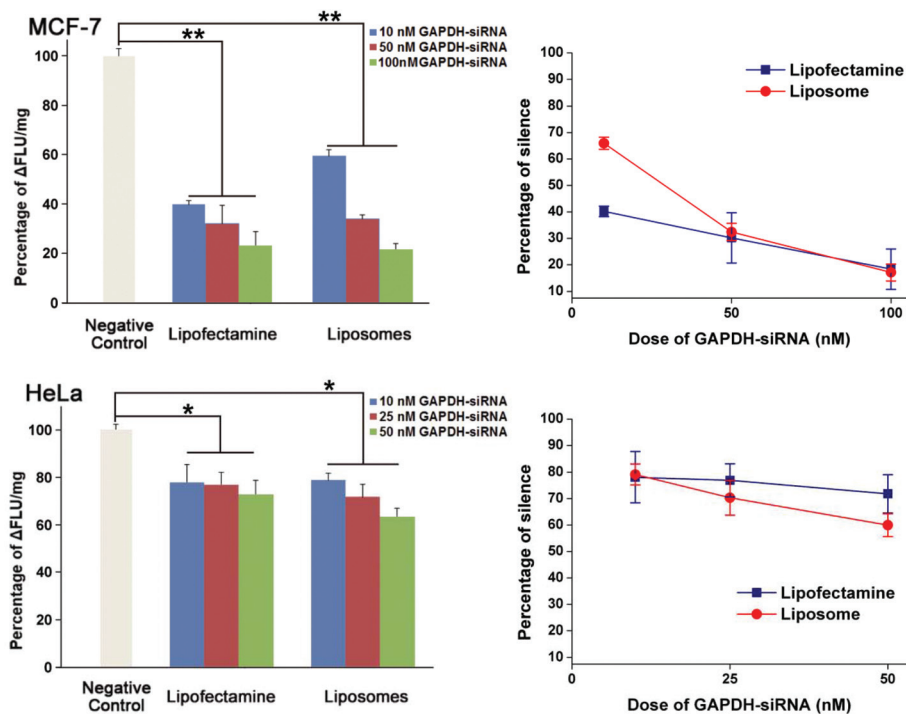 MCF-7
**
**
10 nM GAPDH-siRNA
50 nM GAPDH-siRNA
100nMGAPDH-siRNA
Percentage of ΔFLU/mg
100
80
60
40
20
0
Negative
Control
Lipofectamine
Liposomes
Lipofectamine
Liposome
Percentage of silence
100
90
80
70
60
50
40
30
20
10
0
50
100
Dose of GAPDH-siRNA (nM)
HeLa
*
*
10 nM GAPDH-siRNA
25 nM GAPDH-siRNA
50 nM GAPDH-siRNA
Percentage of ΔFLU/mg
100
80
60
40
20
0
Negative
Control
Lipofectamine
Liposomes
Percentage of silence
100
90
80
70
60
50
40
30
20
10
Lipofectamine
Liposome
0
25
50
Dose of GAPDH-siRNA (nM)